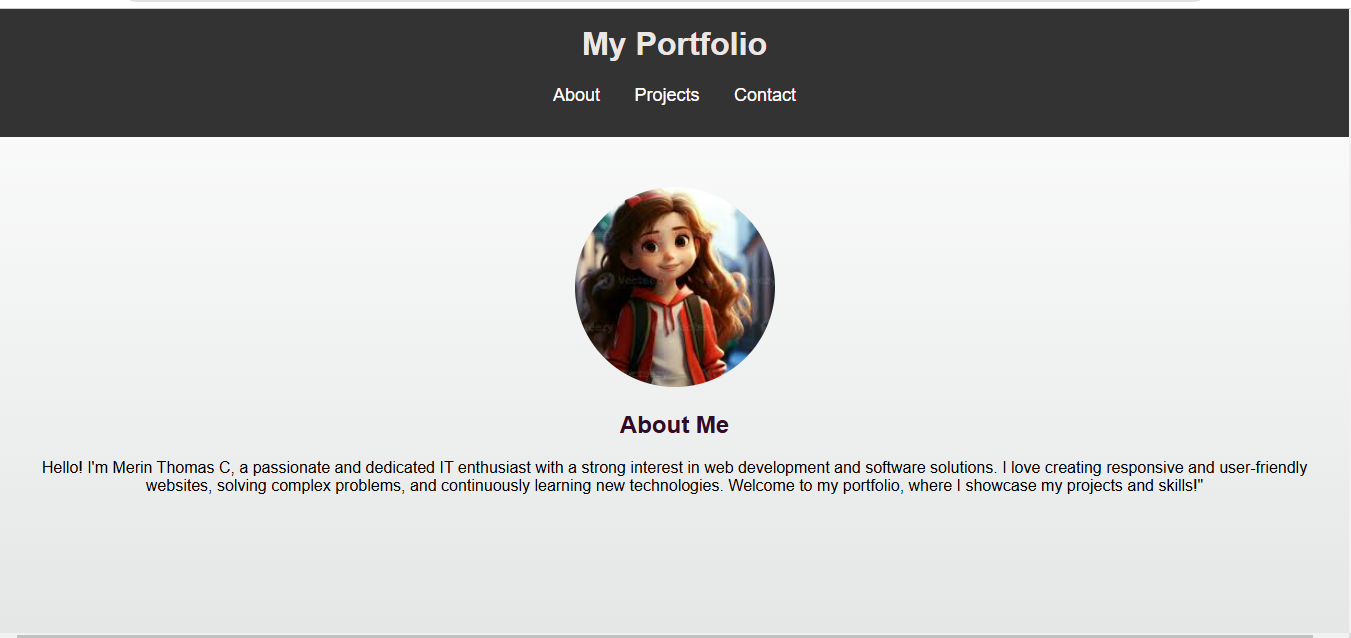 My Portfolio
About Projects Contact
About Me
Hello! I'm Merin Thomas C, a passionate and dedicated IT enthusiast with a strong interest in web development and software solutions. I love creating responsive and user-friendly
websites, solving complex problems, and continuously learning new technologies. Welcome to my portfolio, where I showcase my projects and skills!"